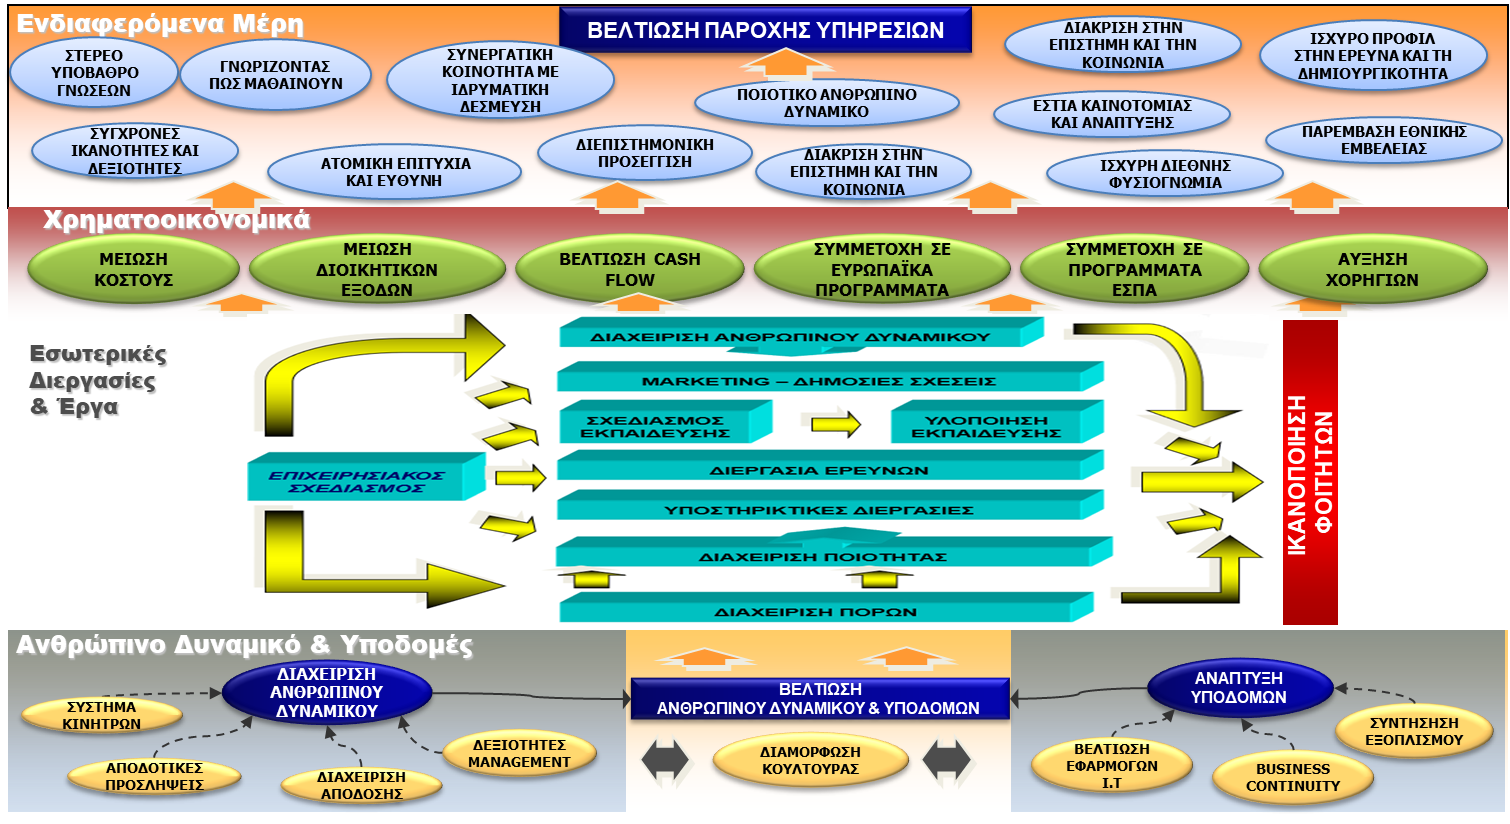 Ενδιαφερόμενα Μέρη
ΒΕΛΤΙΩΣΗ ΠΑΡΟΧΗΣ ΥΠΗΡΕΣΙΩΝ
ΣΤΕΡΕΟ
ΥΠΟΒΑΘΡΟ
ΓΝΩΣΕΩΝ
ΓΝΩΡΙΖΟΝΤΑΣ
ΠΩΣ ΜΑΘΑΙΝΟΥΝ
ΣΥΝΕΡΓΑΤΙΚΗ
ΚΟΙΝΟΤΗΤΑ ΜΕ
ΙΔΡΥΜΑΤΙΚΗ
ΔΕΣΜΕΥΣΗ
ΠΟΙΟΤΙΚΟ ΑΝΘΡΩΠΙΝΟ
ΔΥΝΑΜΙΚΟ
ΔΙΑΚΡΙΣΗ ΣΤΗΝ
ΕΠΙΣΤΗΜΗ ΚΑΙ ΤΗΝ
ΚΟΙΝΩΝΙΑ
ΙΣΧΥΡΟ ΠΡΟΦΙΛ
ΣΤΗΝ ΕΡΕΥΝΑ ΚΑΙ ΤΗ
ΔΗΜΙΟΥΡΓΙΚΟΤΗΤΑ
ΕΣΤΙΑ ΚΑΙΝΟΤΟΜΙΑΣ
ΚΑΙ ΑΝΑΠΤΥΞΗΣ
ΣΥΓΧΡΟΝΕΣ
ΙΚΑΝΟΤΗΤΕΣ ΚΑΙ
ΔΕΞΙΟΤΗΤΕΣ
ΑΤΟΜΙΚΗ ΕΠΙΤΥΧΙΑ
ΚΑΙ ΕΥΘΥΝΗ
ΔΙΕΠΙΣΤΗΜΟΝΙΚΗ
ΠΡΟΣΕΓΓΙΣΗ
ΔΙΑΚΡΙΣΗ ΣΤΗΝ
ΕΠΙΣΤΗΜΗ ΚΑΙ ΤΗΝ
ΚΟΙΝΩΝΙΑ
ΙΣΧΥΡΗ ΔΙΕΘΝΗΣ
ΦΥΣΙΟΓΝΩΜΙΑ
ΠΑΡΕΜΒΑΣΗ ΕΘΝΙΚΗΣ
ΕΜΒΕΛΕΙΑΣ
Χρηματοοικονομικά
ΜΕΙΩΣΗ
ΚΟΣΤΟΥΣ
ΜΕΙΩΣΗ
ΔΙΟΙΚΗΤΙΚΩΝ
ΕΞΟΔΩΝ
ΒΕΛΤΙΩΣΗ CASH
FLOW
ΣΥΜΜΕΤΟΧΗ ΣΕ
ΕΥΡΩΠΑΪΚΑ
ΠΡΟΓΡΑΜΜΑΤΑ
ΣΥΜΜΕΤΟΧΗ ΣΕ
ΠΡΟΓΡΑΜΜΑΤΑ
ΕΣΠΑ
ΑΥΞΗΣΗ
ΧΟΡΗΓΙΩΝ
Εσωτερικές
Διεργασίες
& Έργα
ΔΙΑΧΕΙΡΙΣΗ ΑΝΘΡΩΠΙΝΟΥ ΔΥΝΑΜΙΚΟΥ
MARKETING – ΔΗΜΟΣΙΕΣ ΣΧΕΣΕΙΣ
ΣΧΕΔΙΑΣΜΟΣ
ΕΚΠΑΙΔΕΥΣΗΣ
ΥΛΟΠΟΙΗΣΗ
ΕΚΠΑΙΔΕΥΣΗΣ
ΕΠΙΧΕΙΡΗΣΙΑΚΟΣ
ΣΧΕΔΙΑΣΜΟΣ
ΔΙΕΡΓΑΣΙΑ ΕΡΕΥΝΩΝ
ΥΠΟΣΤΗΡΙΚΤΙΚΕΣ ΔΙΕΡΓΑΣΙΕΣ
ΔΙΑΧΕΙΡΙΣΗ ΠΟΙΟΤΗΤΑΣ
ΔΙΑΧΕΙΡΙΣΗ ΠΟΡΩΝ
ΙΚΑΝΟΠΟΙΗΣΗ
ΦΟΙΤΗΤΩΝ
Ανθρώπινο Δυναμικό & Υποδομές
ΔΙΑΧΕΙΡΙΣΗ
ΑΝΘΡΩΠΙΝΟΥ
ΔΥΝΑΜΙΚΟΥ
ΣΥΣΤΗΜΑ
ΚΙΝΗΤΡΩΝ
ΑΠΟΔΟΤΙΚΕΣ
ΠΡΟΣΛΗΨΕΙΣ
ΔΙΑΧΕΙΡΙΣΗ
ΑΠΟΔΟΣΗΣ
ΔΕΞΙΟΤΗΤΕΣ
MANAGEMENT
ΒΕΛΤΙΩΣΗ
ΑΝΘΡΩΠΙΝΟΥ ΔΥΝΑΜΙΚΟΥ & ΥΠΟΔΟΜΩΝ
ΔΙΑΜΟΡΦΩΣΗ
ΚΟΥΛΤΟΥΡΑΣ
ΑΝΑΠΤΥΞΗ
ΥΠΟΔΟΜΩΝ
ΒΕΛΤΙΩΣΗ
ΕΦΑΡΜΟΓΩΝ
I.T
BUSINESS
CONTINUITY
ΣΥΝΤΗΣΗΣΗ
ΕΞΟΠΛΙΣΜΟΥ